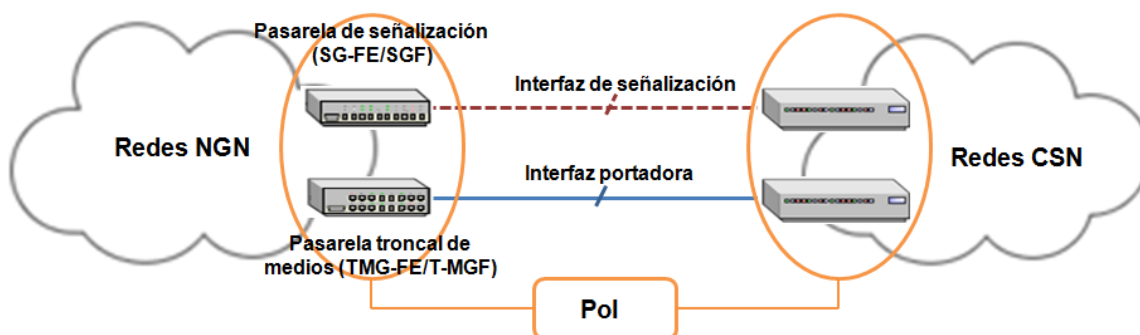 Pasarela de señalización
(SG-FE/SGF)
Interfaz de señalización
Redes NGN
Redes CSN
Interfaz portadora
Pasarela troncal de
medios (TMG-FE/T-MGF)
PoI